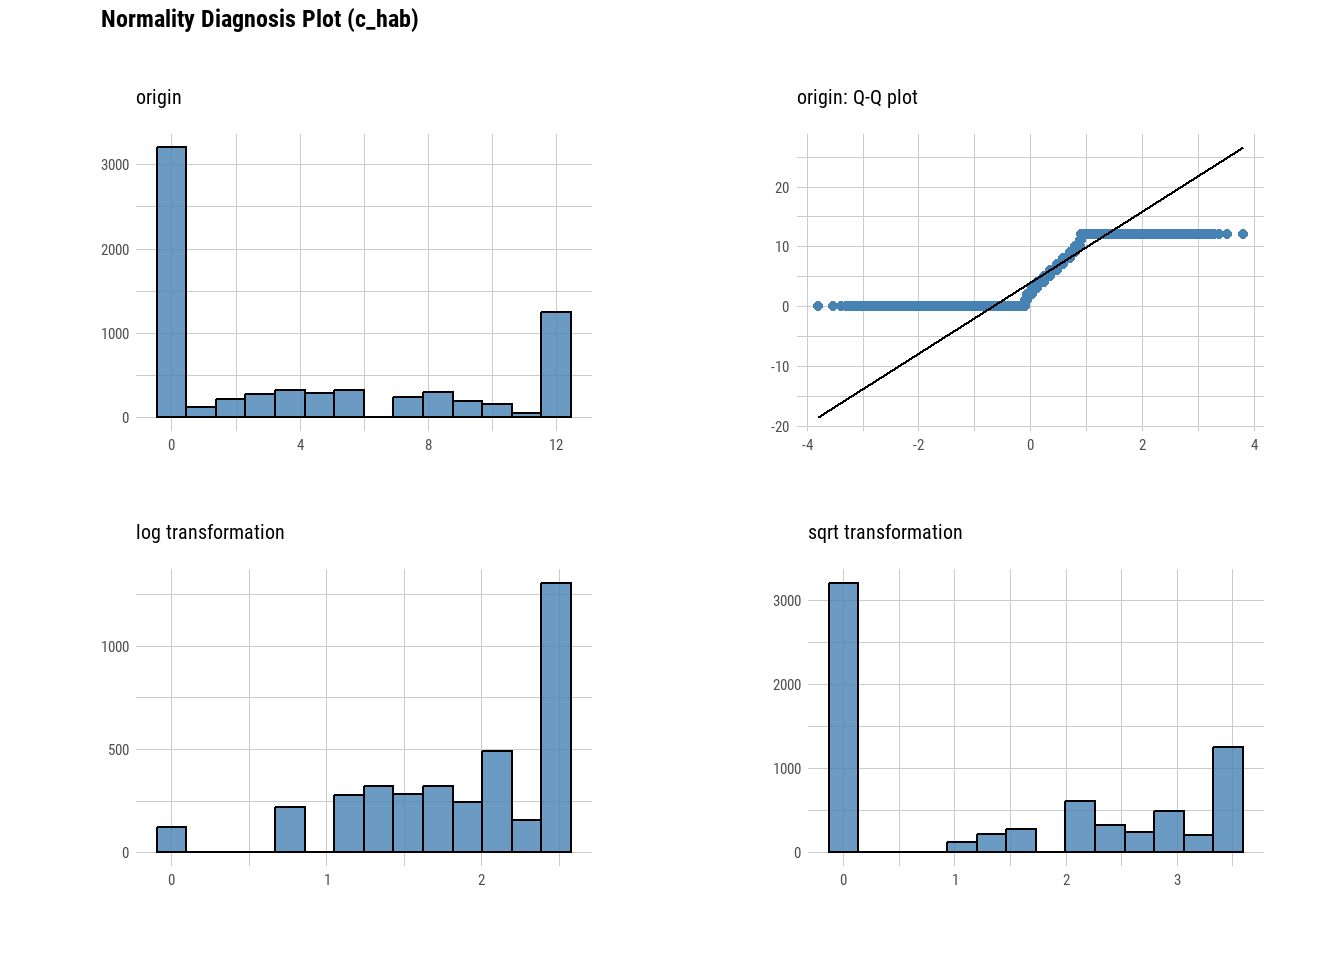 Normality Diagnosis Plot (c_hab)
origin
3000
2000
1000
0
0 4 8 12
origin: Q-Q plot
20
10
0
-10
-20
-4 -2 0 2 4
log transformation
1000
500
0
0 1 2
sqrt transformation
3000
2000
1000
0
0 1 2 3